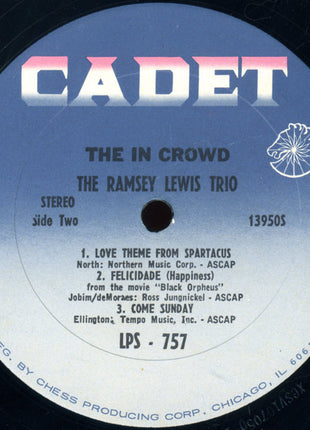 CADET
THE IN CROWD
THE RAMSEY LEWIS TRIO
STEREO
Side Two
13950S
1. LOVE THEME FROM SPARTACUS
North: Northern Music Corp. - ASCAP
2. FELICIDADE (Happiness)
from the movie "Black Orpheus"
Jobim/deMoraes: Ross Jungnickel - ASCAP
3. COME SUNDAY
Ellington: Tempo Music, Inc. - ASCAP
LPS - 757
FG. BY CHESS PRODUCING CORP. CHICAGO, IL 6061